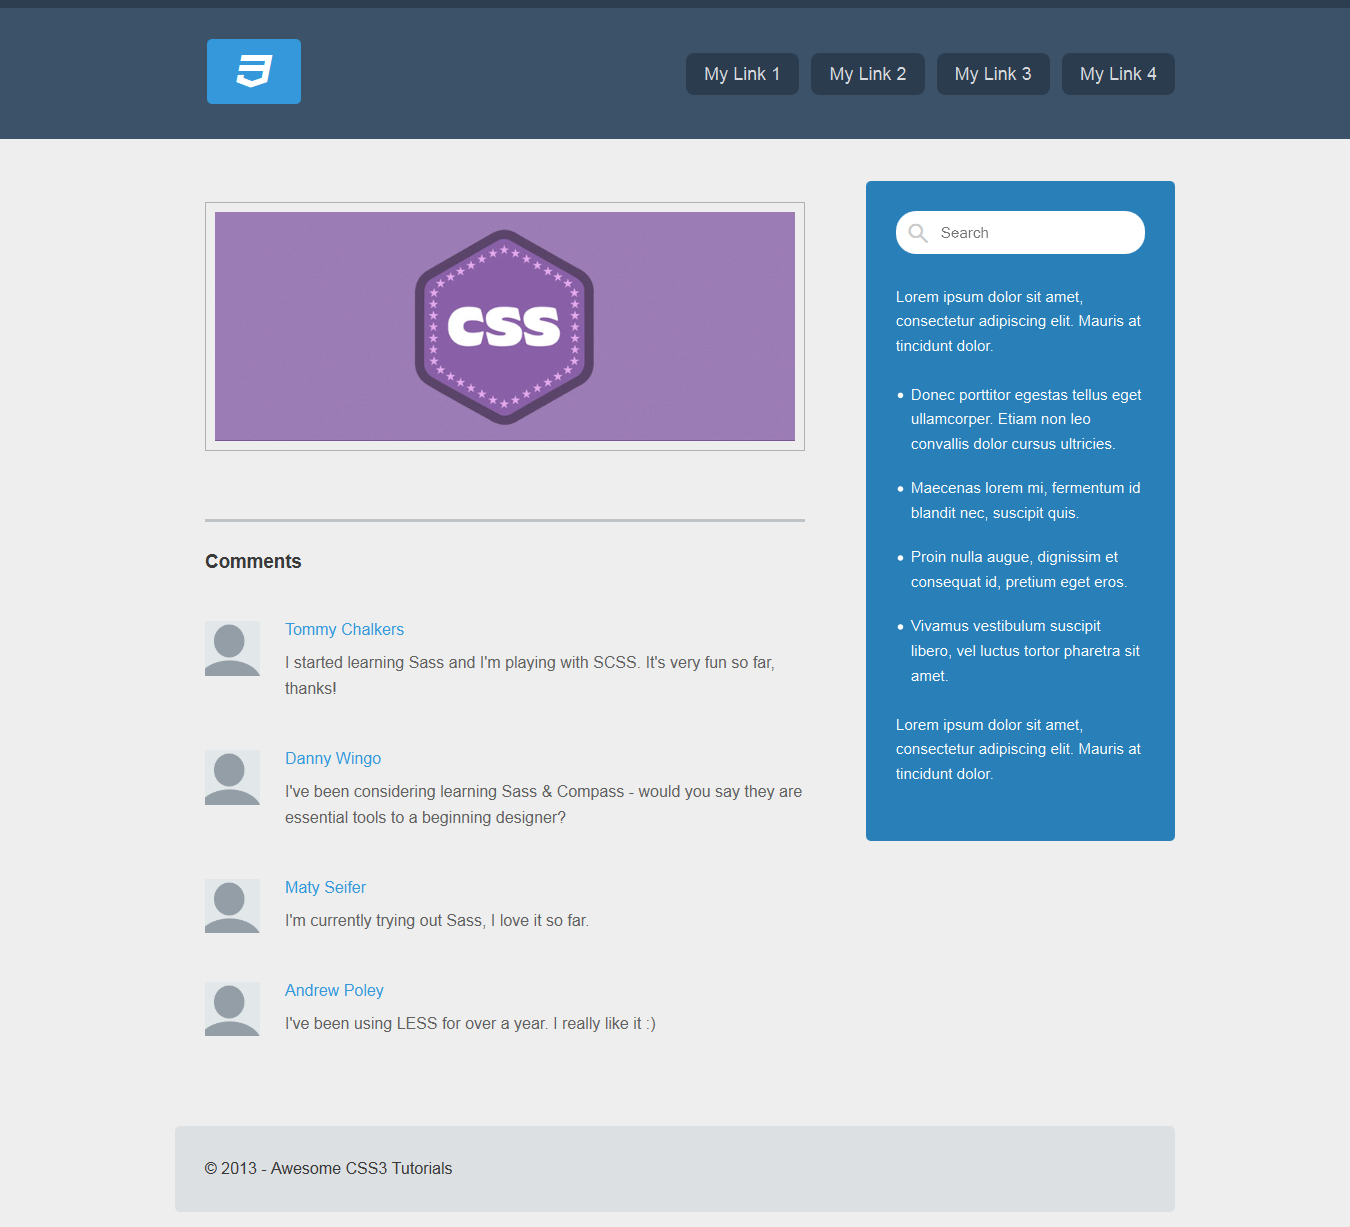 My Link 1
My Link 2
My Link 3
My Link 4
CSS
Comments
Tommy Chalkers
I started learning Sass and I'm playing with SCSS. It's very fun so far,
thanks!
Danny Wingo
I've been considering learning Sass & Compass - would you say they are
essential tools to a beginning designer?
Maty Seifer
I'm currently trying out Sass, I love it so far.
Andrew Poley
I've been using LESS for over a year. I really like it :)
Search
Lorem ipsum dolor sit amet,
consectetur adipiscing elit. Mauris at
tincidunt dolor.
• Donec porttitor egestas tellus eget
ullamcorper. Etiam non leo
convallis dolor cursus ultricies.
• Maecenas lorem mi, fermentum id
blandit nec, suscipit quis.
• Proin nulla augue, dignissim et
consequat id, pretium eget eros.
• Vivamus vestibulum suscipit
libero, vel luctus tortor pharetra sit
amet.
Lorem ipsum dolor sit amet,
consectetur adipiscing elit. Mauris at
tincidunt dolor.
© 2013 - Awesome CSS3 Tutorials